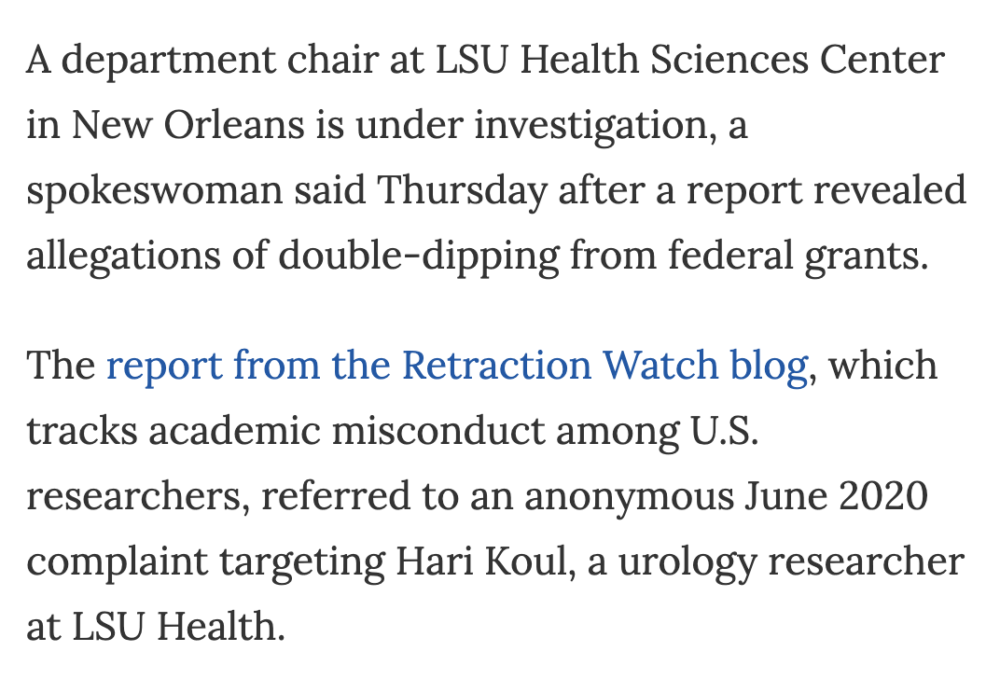 A department chair at LSU Health Sciences Center
in New Orleans is under investigation, a
spokeswoman said Thursday after a report revealed
allegations of double-dipping from federal grants.
The report from the Retraction Watch blog, which
tracks academic misconduct among U.S.
researchers, referred to an anonymous June 2020
complaint targeting Hari Koul, a urology researcher
at LSU Health.